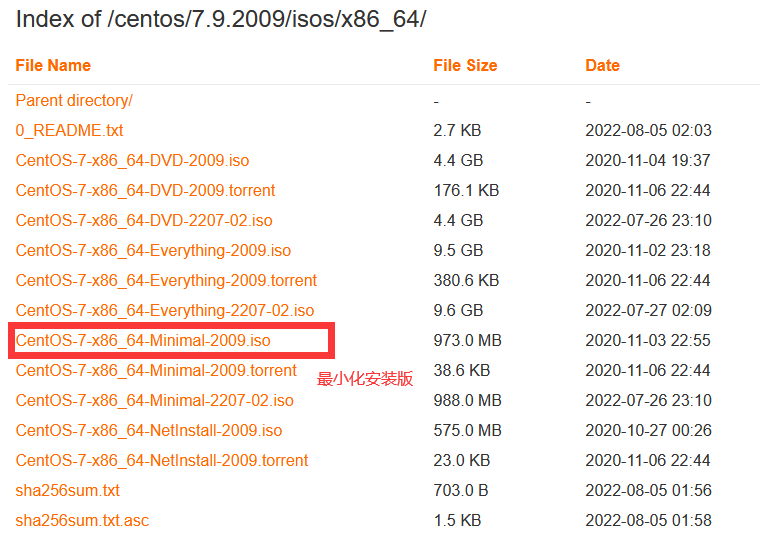 Index of /centos/7.9.2009/isos/x86_64/
File Name File Size Date
Parent directory/ - -
0_README.txt 2.7 KB 2022-08-05 02:03
CentOS-7-x86_64-DVD-2009.iso 4.4 GB 2020-11-04 19:37
CentOS-7-x86_64-DVD-2009.torrent 176.1 KB 2020-11-06 22:44
CentOS-7-x86_64-DVD-2207-02.iso 4.4 GB 2022-07-26 23:10
CentOS-7-x86_64-Everything-2009.iso 9.5 GB 2020-11-02 23:18
CentOS-7-x86_64-Everything-2009.torrent 380.6 KB 2020-11-06 22:44
CentOS-7-x86_64-Everything-2207-02.iso 9.6 GB 2022-07-27 02:09
CentOS-7-x86_64-Minimal-2009.iso 973.0 MB 2020-11-03 22:55
CentOS-7-x86_64-Minimal-2009.torrent 38.6 KB 2020-11-06 22:44
最小化安装版
CentOS-7-x86_64-Minimal-2207-02.iso 988.0 MB 2022-07-26 23:10
CentOS-7-x86_64-NetInstall-2009.iso 575.0 MB 2020-10-27 00:26
CentOS-7-x86_64-NetInstall-2009.torrent 23.0 KB 2020-11-06 22:44
sha256sum.txt 703.0 B 2022-08-05 01:56
sha256sum.txt.asc 1.5 KB 2022-08-05 01:58